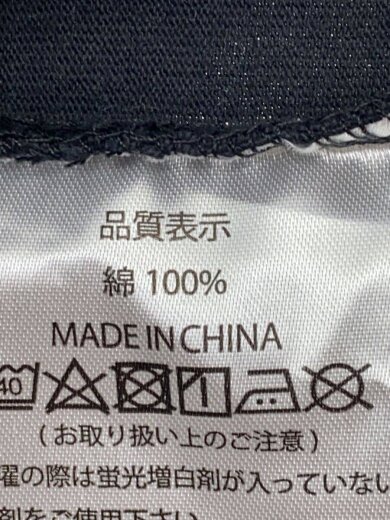 品質表示
綿 100%
MADE IN CHINA
40
(お取り扱い上のご注意)
濯の際は蛍光増白剤が入っていない
剤をご使用下さい